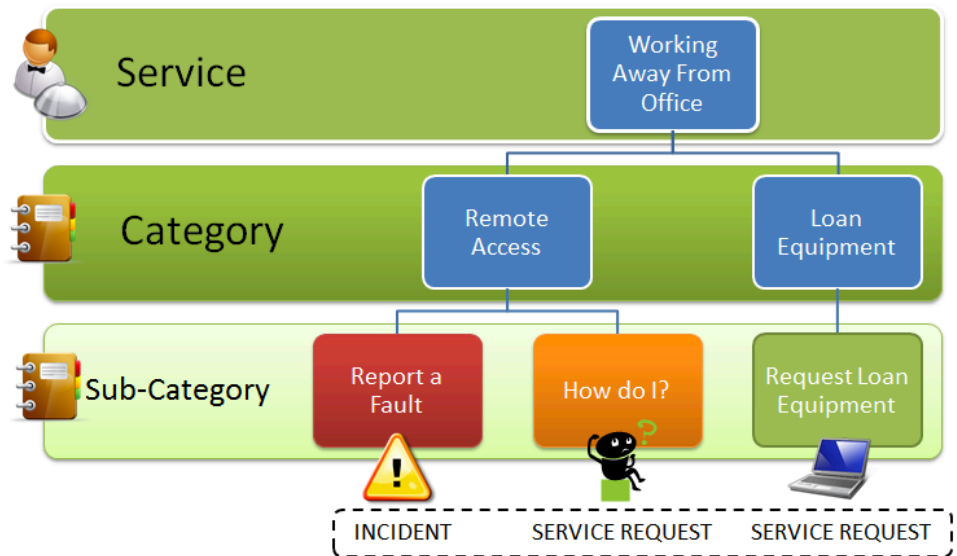 Service
Working
Away From
Office
Category
Remote
Access
Loan
Equipment
Sub-Category
Report a
Fault
How do I?
Request Loan
Equipment
!
?
INCIDENT
SERVICE REQUEST
SERVICE REQUEST